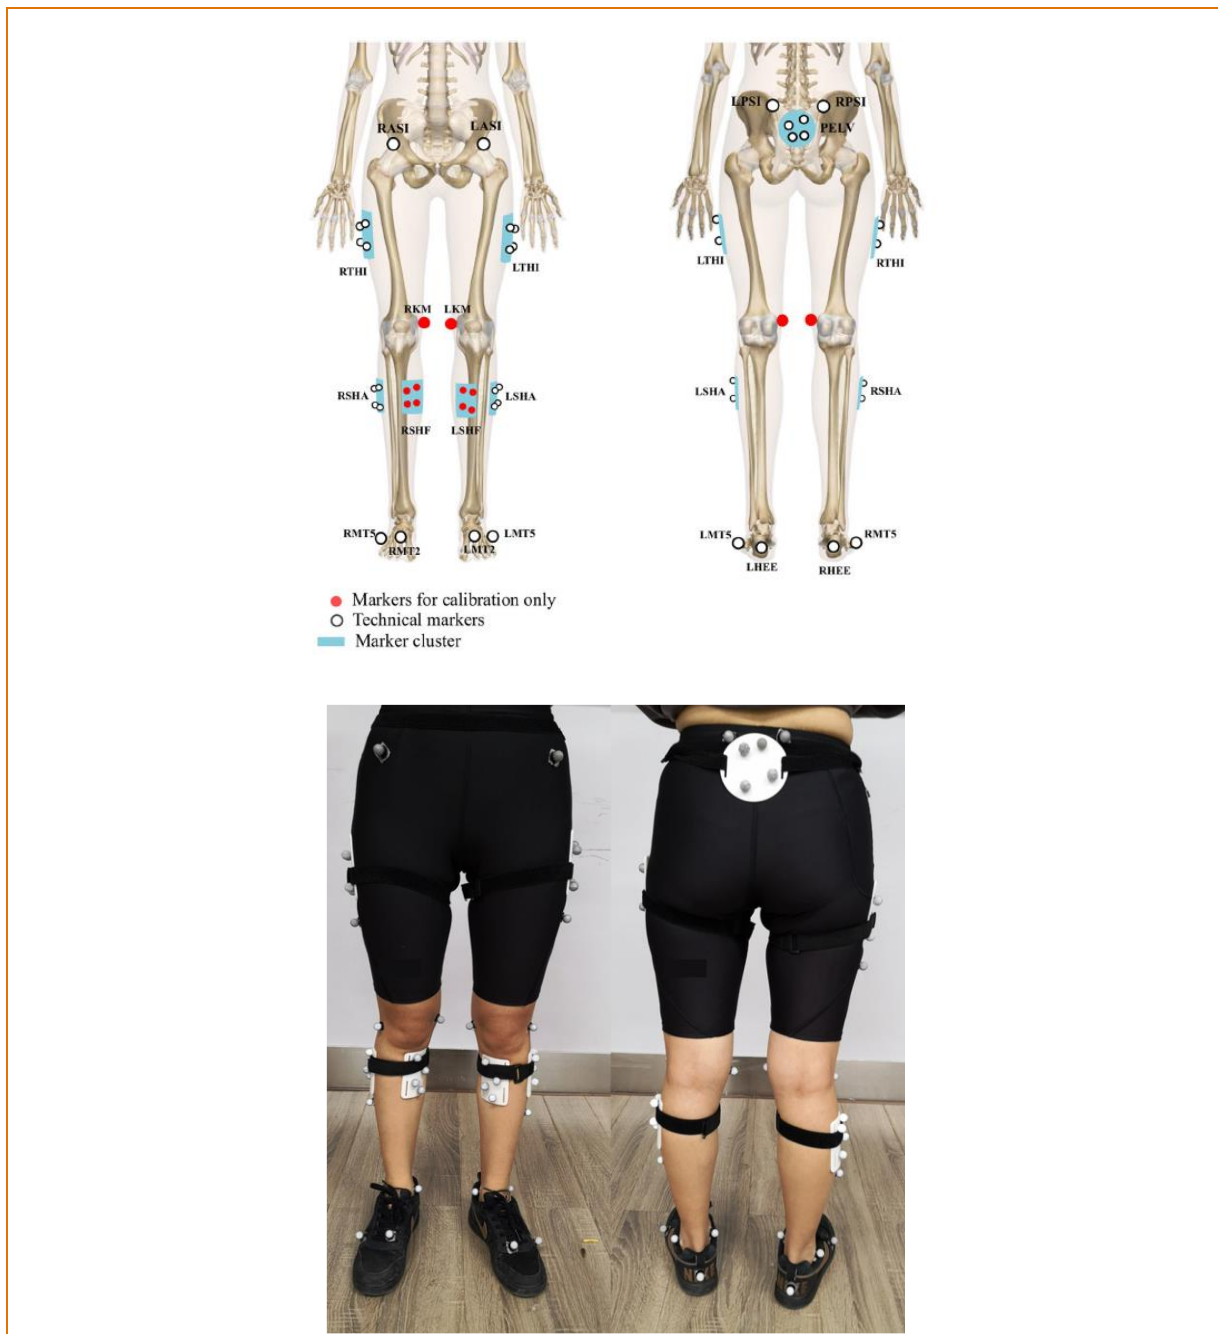 RASI LASI
RTHI LTHI
RKM LKM
RSHA LSHA
RSHF LSHF
RMT5 LMT5
RMT2 LMT2
LPSI RPSI
PELV
LTHI RTHI
LSHA RSHA
LMT5 RMT5
LHEE RHEE
Markers for calibration only
Technical markers
Marker cluster